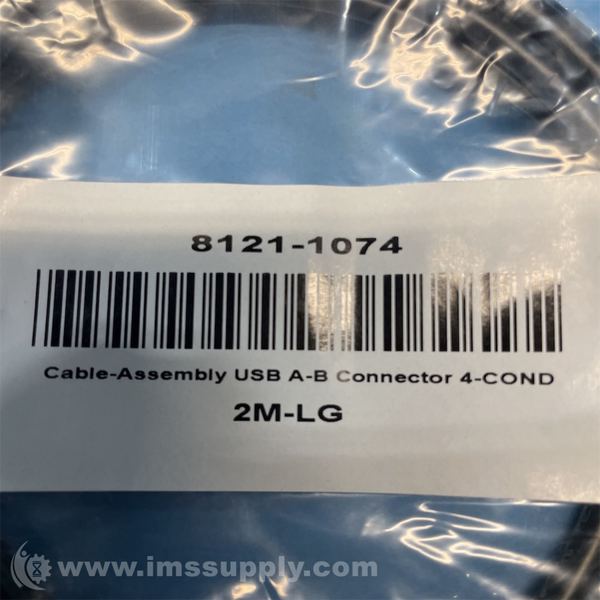 8121-1074
Cable-Assembly USB A-B Connector 4-COND
2M-LG
www.imssupply.com